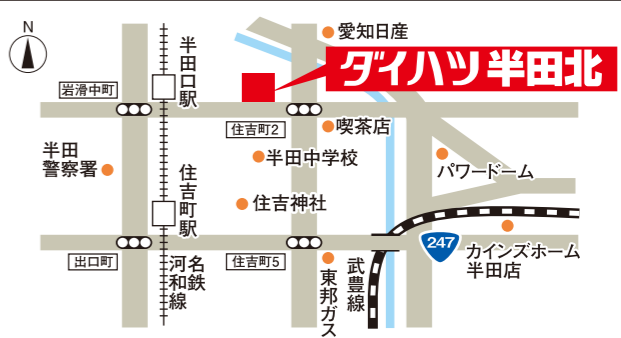 N
愛知日産
ダイハツ 半田北
半田口駅
岩滑中町
住吉町2
喫茶店
半田中学校
半田
警察署
パワードーム
住吉町駅
住吉神社
247
カインズホーム
半田店
出口町
名鉄
河和線
住吉町5
東邦ガス
武豊線